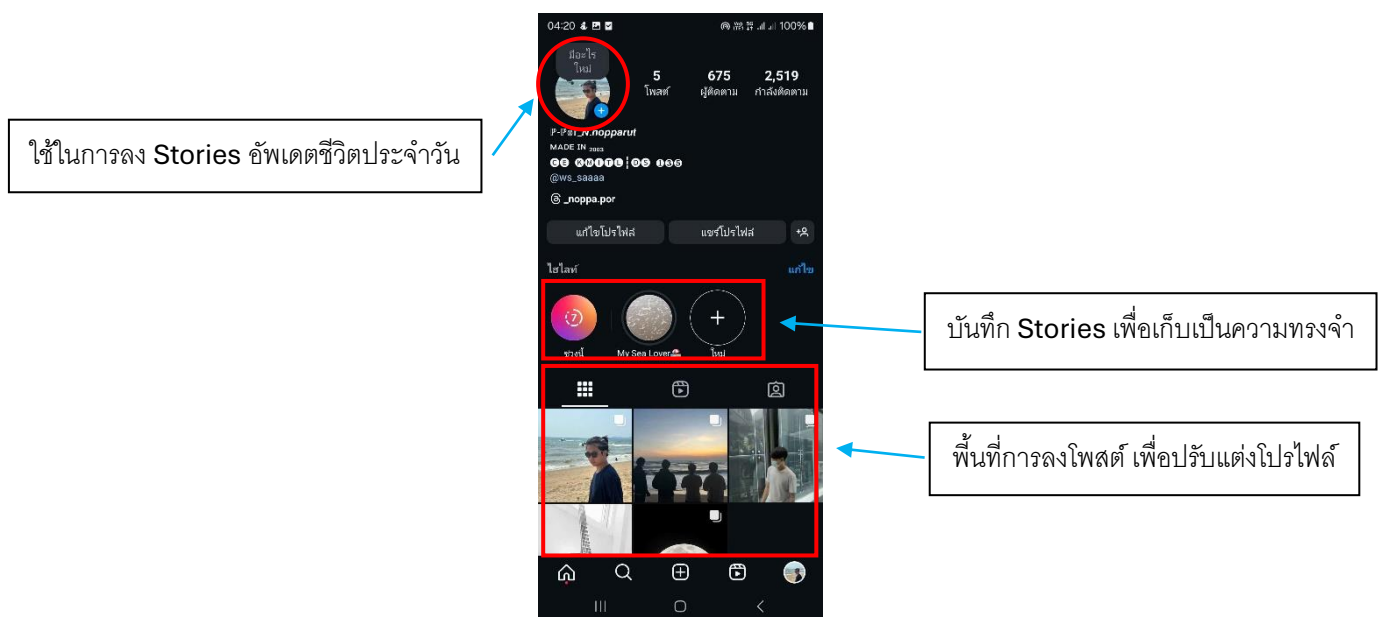 04:20
100%
มีอะไร
ใหม่
5
675
2,519
โพสต์
ผู้ติดตาม
กำลังติดตาม
ใช้ในการลง Stories อัพเดตชีวิตประจำวัน
MADE IN
🅒🅔 🅚🅜🅘🅣🅛┆🅓🅢 ❶❸❺
@ws_saaaa
_noppa.por
แก้ไขโปรไฟล์
แชร์โปรไฟล์
ไฮไลท์
แก้ไข
ช่วงนี้
My Sea Lover
ใหม่
บันทึก Stories เพื่อเก็บเป็นความทรงจำ
พื้นที่การลงโพสต์ เพื่อปรับแต่งโปรไฟล์